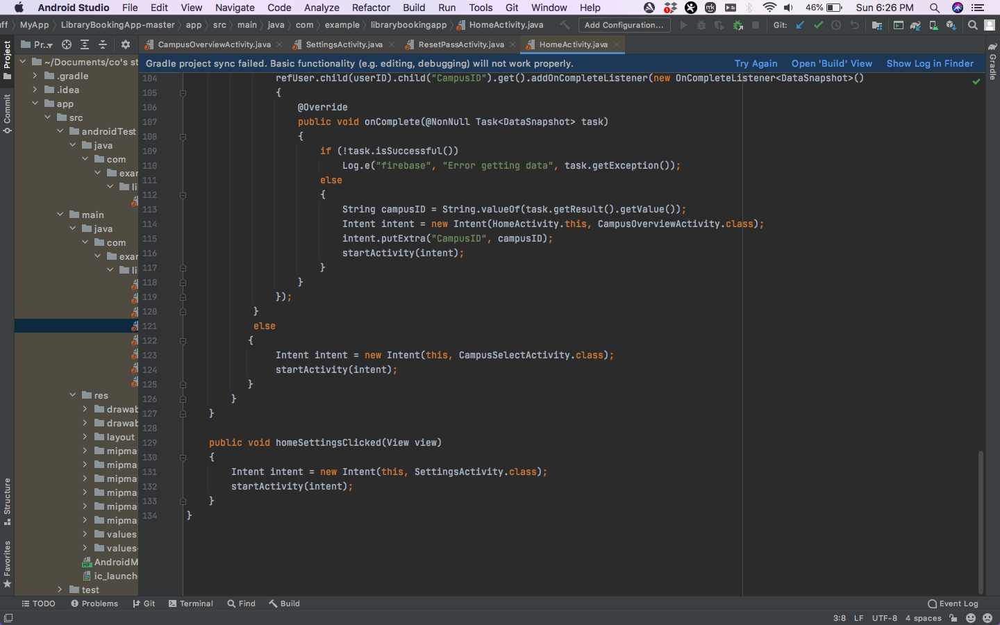 Android Studio File Edit View Navigate Code Analyze Refactor Build Run Tools Git Window Help 1 mk 46% Sun 6:26 PM
ff MyApp LibraryBookingApp-master app src main java com example librarybookingapp HomeActivity.java Add Configuration... Git:
Pr... CampusOverviewActivity.java SettingsActivity.java ResetPassActivity.java HomeActivity.java
Gradle project sync failed. Basic functionality (e.g. editing, debugging) will not work properly. Try Again Open 'Build' View Show Log in Finder
Project
Commit
Structure
Favorites
Gradle
~/Documents/co's st
.gradle
.idea
app
src
androidTest
java
com
exam
li
main
java
com
exam
li
res
drawab
drawab
layout
mipma
mipma
mipma
mipma
mipma
mipma
values
values-
AndroidM
ic_launche
test
104 refUser.child(userID).child("CampusID").get().addOnCompleteListener(new OnCompleteListener<DataSnapshot>()
105 {
106 @Override
107 public void onComplete(@NonNull Task<DataSnapshot> task)
108 {
109 if (!task.isSuccessful())
110 Log.e("firebase", "Error getting data", task.getException());
111 else
112 {
113 String campusID = String.valueOf(task.getResult().getValue());
114 Intent intent = new Intent(HomeActivity.this, CampusOverviewActivity.class);
115 intent.putExtra("CampusID", campusID);
116 startActivity(intent);
117 }
118 }
119 });
120 }
121 else
122 {
123 Intent intent = new Intent(this, CampusSelectActivity.class);
124 startActivity(intent);
125 }
126 }
127 }
128
129 public void homeSettingsClicked(View view)
130 {
131 Intent intent = new Intent(this, SettingsActivity.class);
132 startActivity(intent);
133 }
134 }
TODO Problems Git Terminal Find Build Event Log
3:8 LF UTF-8 4 spaces